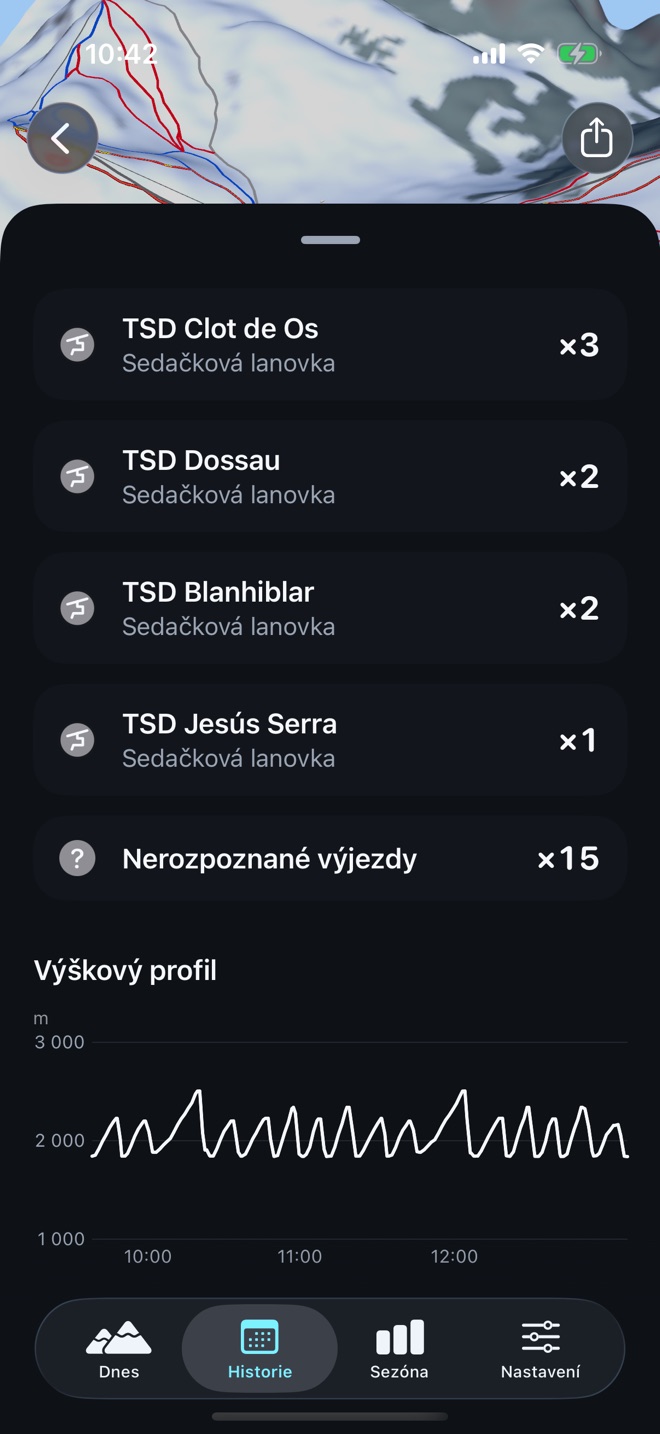 10:42
TSD Clot de Os
Sedačková lanovka
×3
TSD Dossau
Sedačková lanovka
×2
TSD Blanhiblar
Sedačková lanovka
×2
TSD Jesús Serra
Sedačková lanovka
×1
?
Nerozpoznané výjezdy
×15
Výškový profil
m
3 000
2 000
1 000
10:00
11:00
12:00
Dnes
Historie
Sezóna
Nastavení